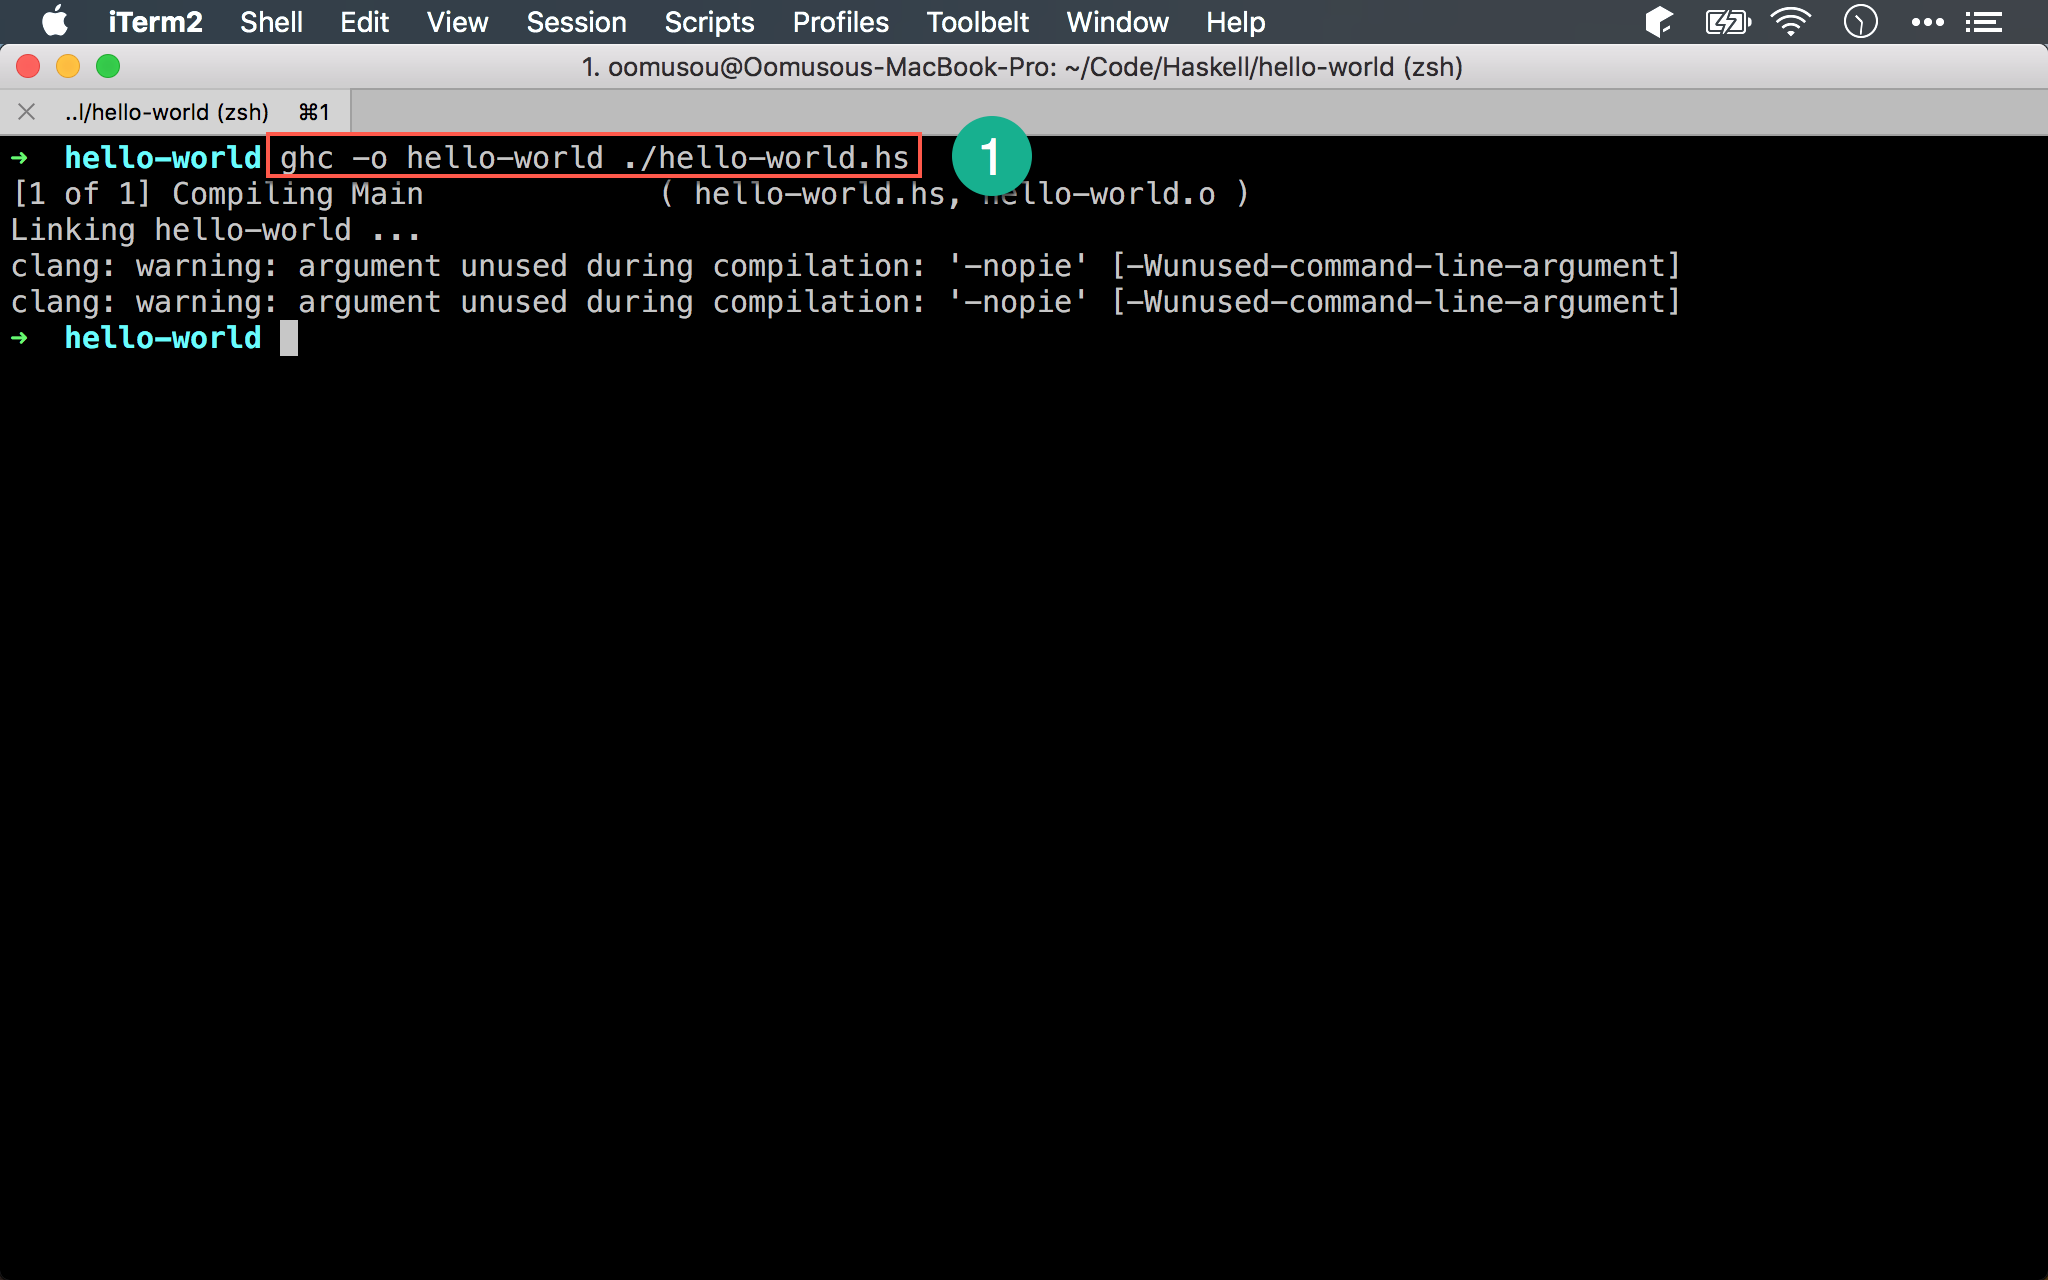 iTerm2 Shell Edit View Session Scripts Profiles Toolbelt Window Help
1. oomusou@Oomusous-MacBook-Pro: ~/Code/Haskell/hello-world (zsh)
..l/hello-world (zsh) ⌘1
➜ hello-world ghc -o hello-world ./hello-world.hs 1
[1 of 1] Compiling Main ( hello-world.hs, hello-world.o )
Linking hello-world ...
clang: warning: argument unused during compilation: '-nopie' [-Wunused-command-line-argument]
clang: warning: argument unused during compilation: '-nopie' [-Wunused-command-line-argument]
➜ hello-world